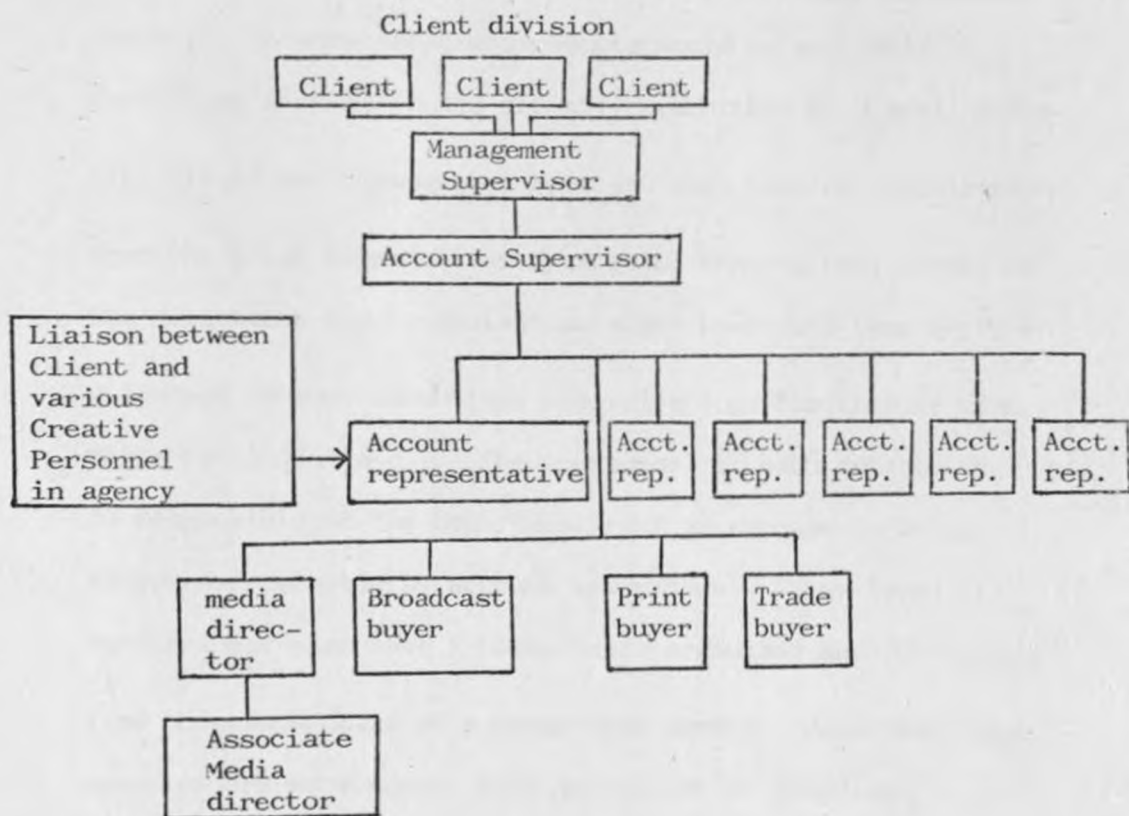 Client division
Client
Client
Client
Management
Supervisor
Account Supervisor
Liaison between
Client and
various
Creative
Personnel
in agency
Account
representative
Acct.
rep.
Acct.
rep.
Acct.
rep.
Acct.
rep.
Acct.
rep.
media
direc-
tor
Broadcast
buyer
Print
buyer
Trade
buyer
Associate
Media
director